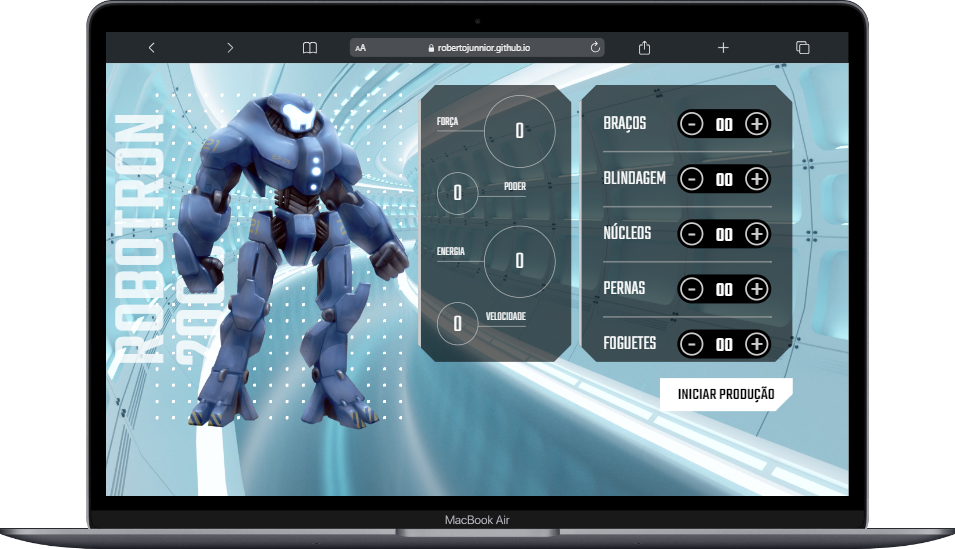 AA
robertojunnior.github.io
ROBOTRON
FORÇA
0
0
PODER
ENERGIA
0
0
VELOCIDADE
BRAÇOS
- 00 +
BLINDAGEM
- 00 +
NÚCLEOS
- 00 +
PERNAS
- 00 +
FOGUETES
- 00 +
INICIAR PRODUÇÃO
MacBook Air